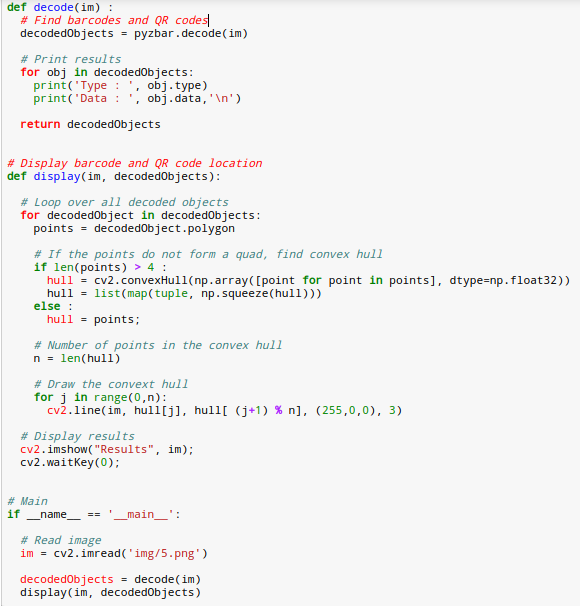 def decode(im) :
  # Find barcodes and QR codes
  decodedObjects = pyzbar.decode(im)

  # Print results
  for obj in decodedObjects:
    print('Type : ', obj.type)
    print('Data : ', obj.data,'\n')

  return decodedObjects


# Display barcode and QR code location
def display(im, decodedObjects):

  # Loop over all decoded objects
  for decodedObject in decodedObjects:
    points = decodedObject.polygon

    # If the points do not form a quad, find convex hull
    if len(points) > 4 :
      hull = cv2.convexHull(np.array([point for point in points], dtype=np.float32))
      hull = list(map(tuple, np.squeeze(hull)))
    else :
      hull = points;

    # Number of points in the convex hull
    n = len(hull)

    # Draw the convext hull
    for j in range(0,n):
      cv2.line(im, hull[j], hull[ (j+1) % n], (255,0,0), 3)

  # Display results
  cv2.imshow("Results", im);
  cv2.waitKey(0);


# Main
if __name__ == '__main__':

  # Read image
  im = cv2.imread('img/5.png')

  decodedObjects = decode(im)
  display(im, decodedObjects)